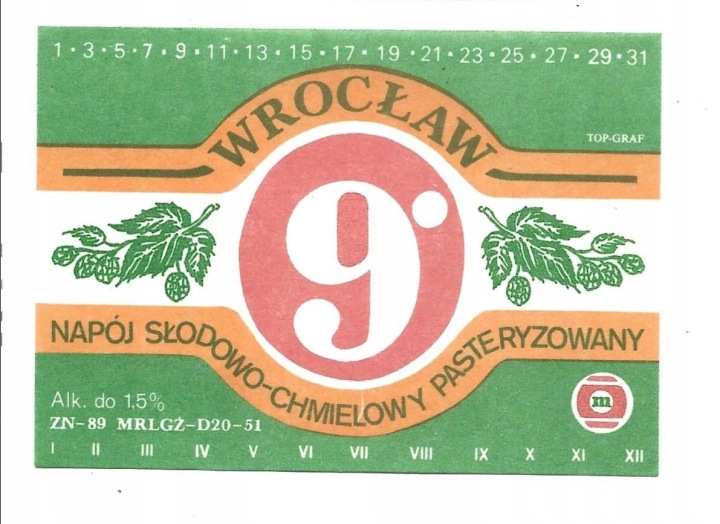 1 • 3 • 5 • 7 • 9 • 11 • 13 • 15 • 17 • 19 • 21 • 23 • 25 • 27 • 29 • 31
WROCŁAW
TOP-GRAF
9°
NAPÓJ SŁODOWO-CHMIELOWY PASTERYZOWANY
Alk. do 1,5%
ZN-89 MRLGŻ-D20-51
m
I II III IV V VI VII VIII IX X XI XII